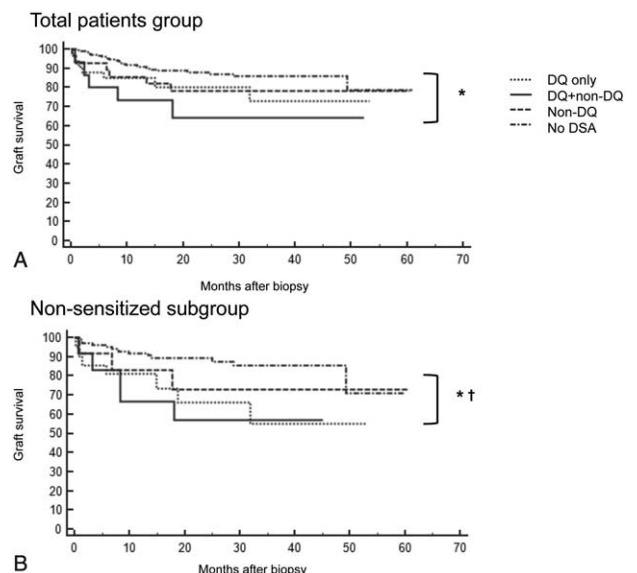 Total patients group
100
90
80
70
60
50
40
30
20
10
0
Graft survival
0 10 20 30 40 50 60 70
Months after biopsy
A
*
DQ only
DQ+non-DQ
Non-DQ
No DSA
Non-sensitized subgroup
100
90
80
70
60
50
40
30
20
10
0
Graft survival
0 10 20 30 40 50 60 70
Months after biopsy
B
* †